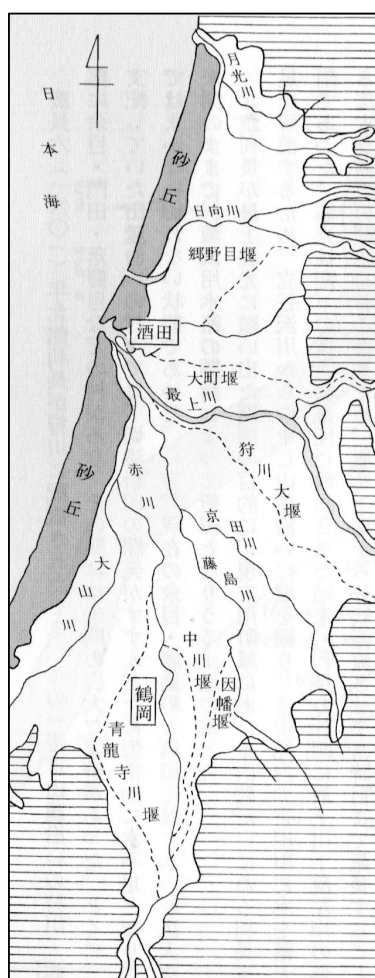 月光川
日本海
砂丘
日向川
郷野目堰
酒田
大町堰
最上川
狩川大堰
砂丘
赤川
京田川
藤島川
大山川
中川堰
因幡堰
鶴岡
青龍寺川堰